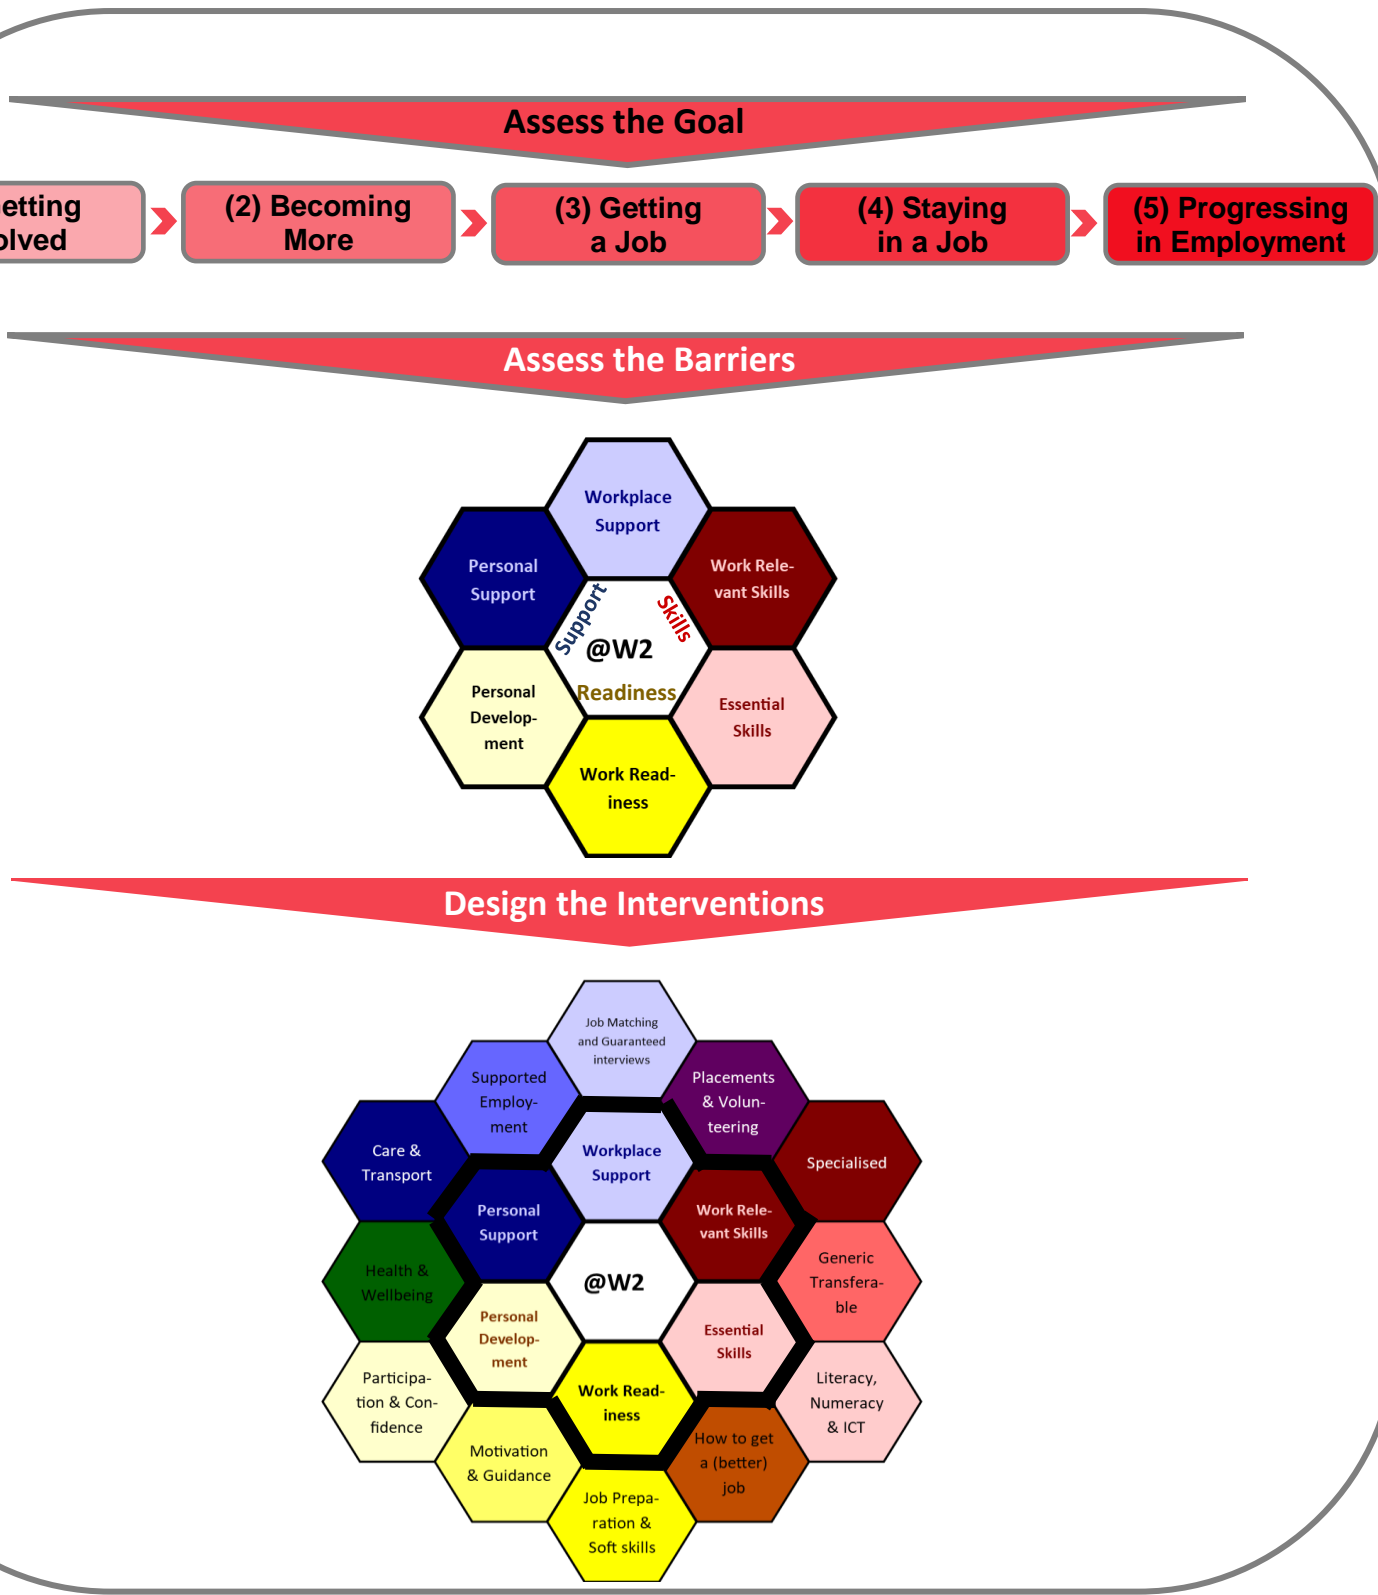 Assess the Goal
etting
olved
(2) Becoming
More
(3) Getting
a Job
(4) Staying
in a Job
(5) Progressing
in Employment
Assess the Barriers
Workplace
Support
Personal
Support
Work Rele-
vant Skills
Support
Skills
@W2
Readiness
Personal
Develop-
ment
Essential
Skills
Work Read-
iness
Design the Interventions
Job Matching
and Guaranteed
interviews
Supported
Employ-
ment
Placements
& Volun-
teering
Care &
Transport
Workplace
Support
Specialised
Personal
Support
Work Rele-
vant Skills
Health &
Wellbeing
@W2
Generic
Transfera-
ble
Personal
Develop-
ment
Essential
Skills
Participa-
tion & Con-
fidence
Work Read-
iness
Literacy,
Numeracy
& ICT
Motivation
& Guidance
How to get
a (better)
job
Job Prepa-
ration &
Soft skills